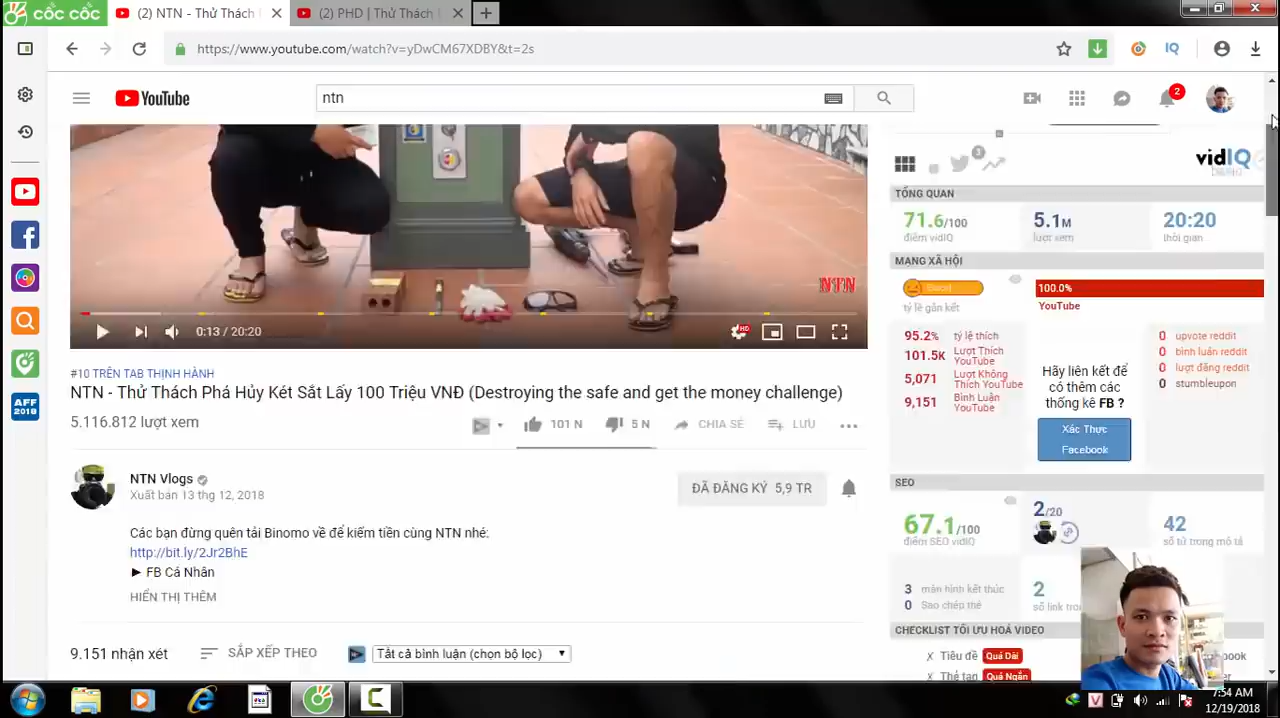 cốc cốc
(2) NTN - Thử Thách
(2) PHD | Thử Thách
https://www.youtube.com/watch?v=yDwCM67XDBY&t=2s
IQ
YouTube
ntn
2
3
vidIQ
TỔNG QUAN
71.6/100
điểm vidIQ
5.1M
lượt xem
20:20
thời gian
MẠNG XÃ HỘI
Good
tỷ lệ gắn kết
100.0%
YouTube
95.2% tỷ lệ thích
101.5K Lượt Thích YouTube
5,071 Lượt Không Thích YouTube
9,151 Bình Luận YouTube
Hãy liên kết để
có thêm các
thống kê FB ?
Xác Thực
Facebook
0 upvote reddit
0 bình luận reddit
0 lượt đăng reddit
0 stumbleupon
NTN
0:13 / 20:20
HD
#10 TRÊN TAB THỊNH HÀNH
NTN - Thử Thách Phá Hủy Két Sắt Lấy 100 Triệu VNĐ (Destroying the safe and get the money challenge)
5.116.812 lượt xem
101 N
5 N
CHIA SẺ
LƯU
NTN Vlogs
Xuất bản 13 thg 12, 2018
ĐÃ ĐĂNG KÝ 5,9 TR
Các bạn đừng quên tải Binomo về để kiếm tiền cùng NTN nhé:
http://bit.ly/2Jr2BhE
► FB Cá Nhân
HIỂN THỊ THÊM
9.151 nhận xét
SẮP XẾP THEO
Tất cả bình luận (chọn bộ lọc)
SEO
67.1/100
điểm SEO vidIQ
2/20
42
số từ trong mô tả
3 màn hình kết thúc
0 Sao chép thẻ
2
số link
CHECKLIST TỐI ƯU HOÁ VIDEO
X Tiêu đề Quá Dài
X Thẻ tag Quá Ngắn
AFF
2018
7:54 AM
12/19/2018